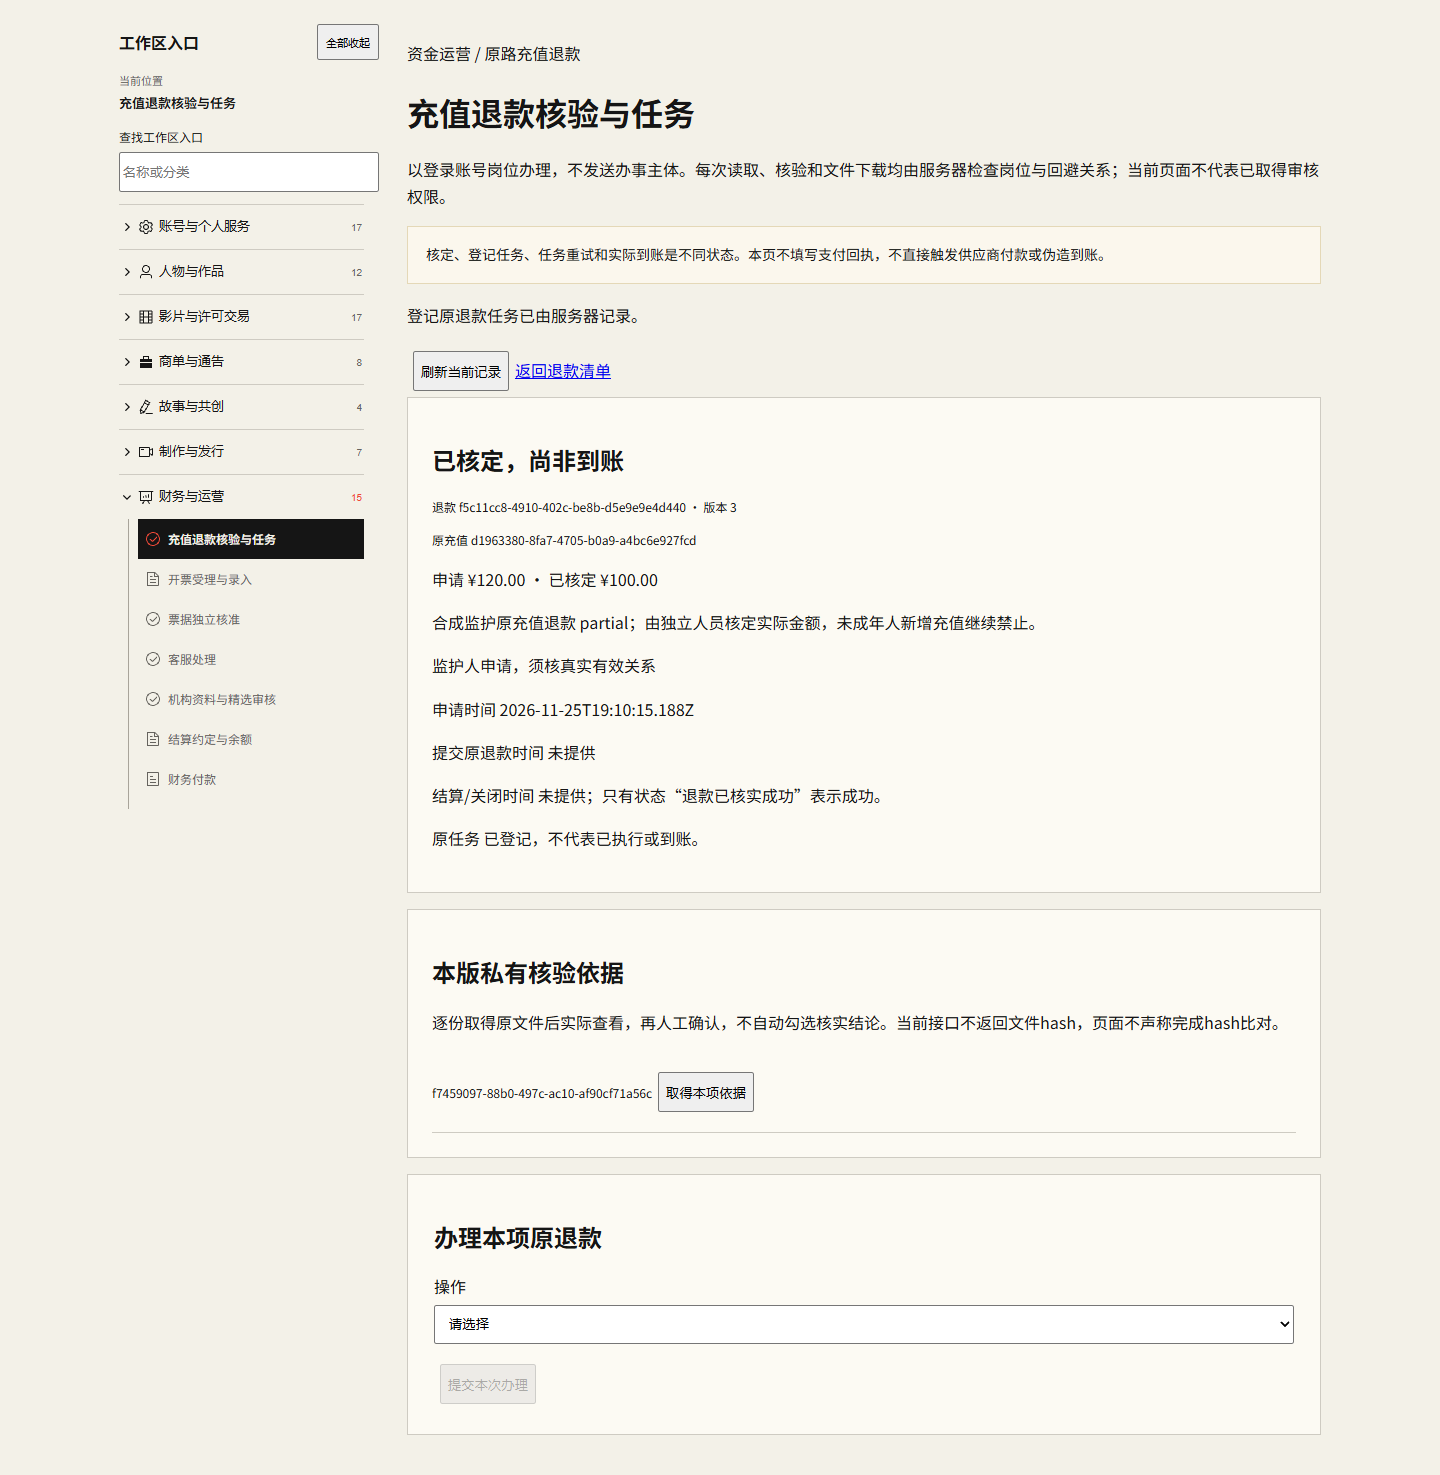 工作区入口
全部收起
当前位置
充值退款核验与任务
查找工作区入口
名称或分类
账号与个人服务 17
人物与作品 12
影片与许可交易 17
商单与通告 8
故事与共创 4
制作与发行 7
财务与运营 15
充值退款核验与任务
开票受理与录入
票据独立核准
客服处理
机构资料与精选审核
结算约定与余额
财务付款
资金运营 / 原路充值退款
充值退款核验与任务
以登录账号岗位办理，不发送办事主体。每次读取、核验和文件下载均由服务器检查岗位与回避关系；当前页面不代表已取得审核
权限。
核定、登记任务、任务重试和实际到账是不同状态。本页不填写支付回执，不直接触发供应商付款或伪造到账。
登记原退款任务已由服务器记录。
刷新当前记录 返回退款清单
已核定，尚非到账
退款 f5c11cc8-4910-402c-be8b-d5e9e9e4d440 · 版本 3
原充值 d1963380-8fa7-4705-b0a9-a4bc6e927fcd
申请 ¥120.00 · 已核定 ¥100.00
合成监护原充值退款 partial；由独立人员核定实际金额，未成年人新增充值继续禁止。
监护人申请，须核真实有效关系
申请时间 2026-11-25T19:10:15.188Z
提交原退款时间 未提供
结算/关闭时间 未提供；只有状态“退款已核实成功”表示成功。
原任务 已登记，不代表已执行或到账。
本版私有核验依据
逐份取得原文件后实际查看，再人工确认，不自动勾选核实结论。当前接口不返回文件hash，页面不声称完成hash比对。
f7459097-88b0-497c-ac10-af90cf71a56c 取得本项依据
办理本项原退款
操作
请选择
提交本次办理